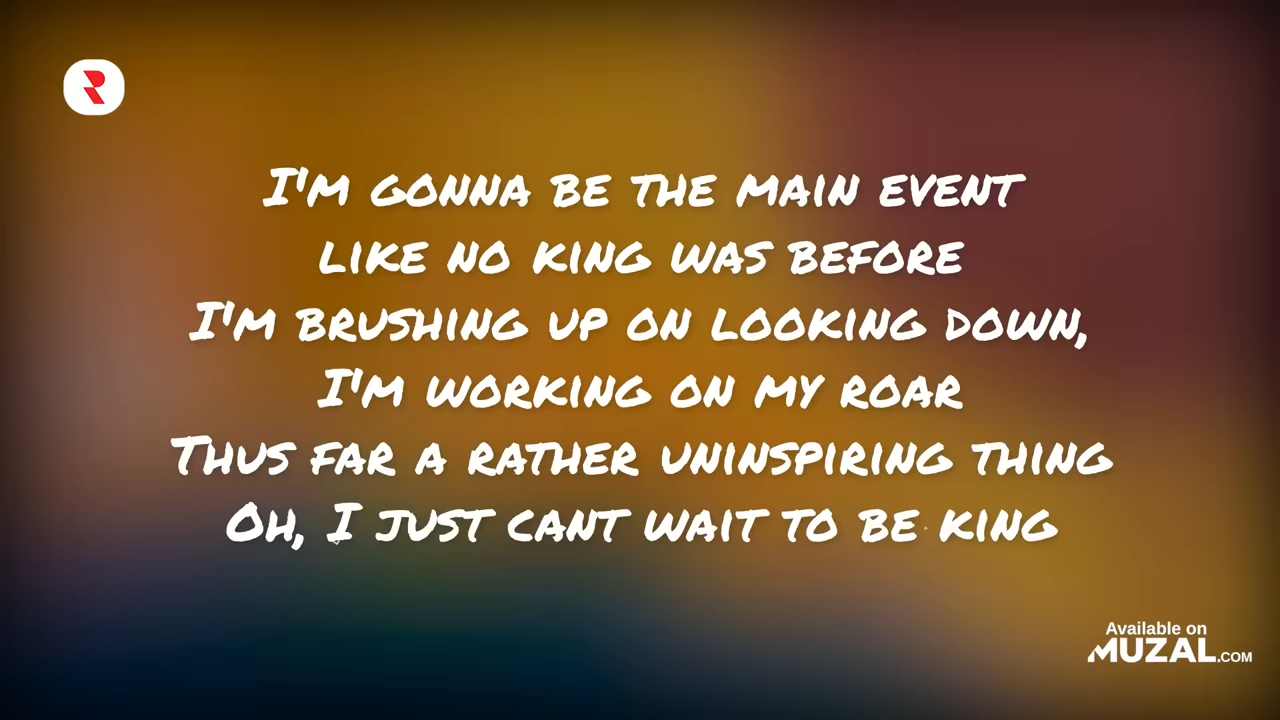 I'm gonna be the main event
like no king was before
I'm brushing up on looking down,
I'm working on my roar
Thus far a rather uninspiring thing
Oh, I just cant wait to be king
Available on
MUZAL.COM